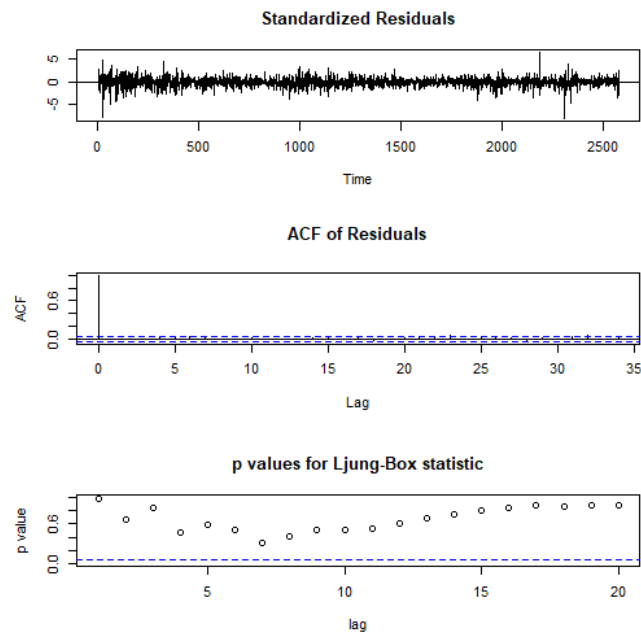 Standardized Residuals
5
0
-5
0 500 1000 1500 2000 2500
Time
ACF of Residuals
ACF
0.6
0.0
0 5 10 15 20 25 30 35
Lag
p values for Ljung-Box statistic
p value
0.6
0.0
5 10 15 20
lag